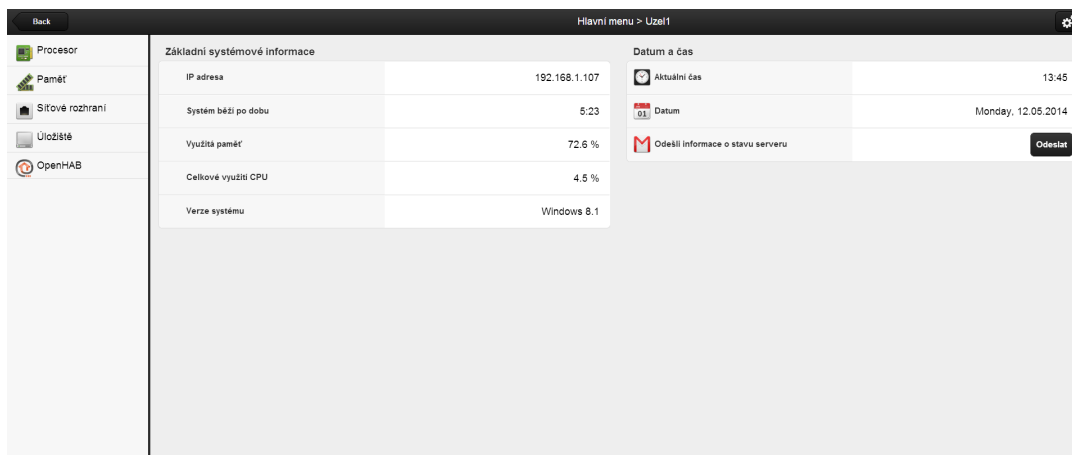 Back
Hlavní menu > Uzel1
Procesor
Paměť
Síťové rozhraní
Úložiště
OpenHAB
Základní systémové informace
IP adresa 192.168.1.107
Systém běží po dobu 5:23
Využitá paměť 72.6 %
Celkové využití CPU 4.5 %
Verze systému Windows 8.1
Datum a čas
Aktuální čas 13:45
01 Datum Monday, 12.05.2014
Odešli informace o stavu serveru Odeslat